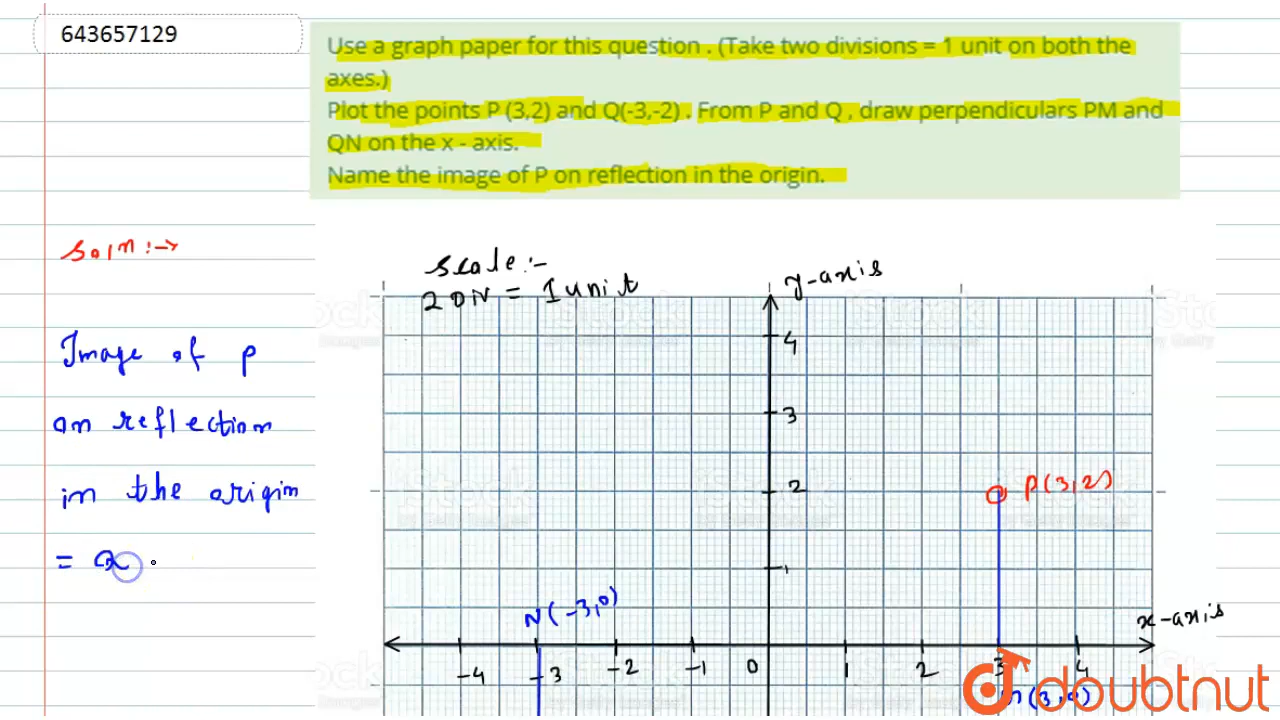 643657129
Use a graph paper for this question . (Take two divisions = 1 unit on both the
axes.)
Plot the points P (3,2) and Q(-3,-2) . From P and Q , draw perpendiculars PM and
QN on the x - axis.
Name the image of P on reflection in the origin.
Soln:→
Scale:-
2 DIV = 1 unit
y-axis
Image of P
on reflection
in the origin
= Q
4
3
2
P(3,2)
1
N(-3,0)
x-axis
-4 -3 -2 -1 0 1 2 3 4
M(3,0)
doubtnut
iStock